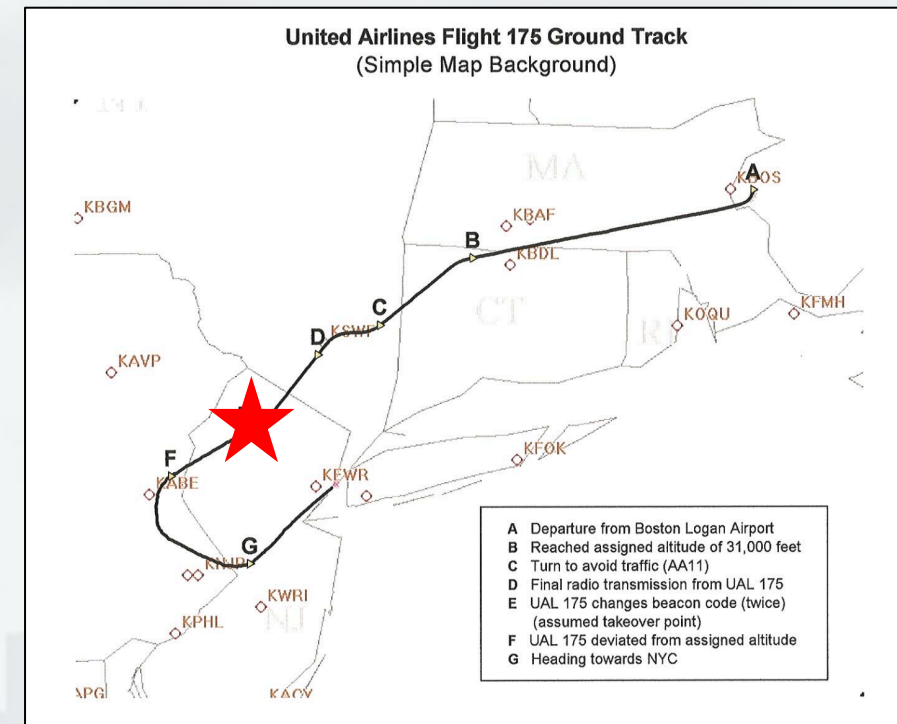 United Airlines Flight 175 Ground Track
(Simple Map Background)
MA
A
KBOS
KBGM
KBAF
B
KBDL
CT
C
KSWF
KOQU
KFMH
RI
D
KAVP
KFOK
F
KABE
KEWR
G
KWRI
NJ
KPHL
KACY
A Departure from Boston Logan Airport
B Reached assigned altitude of 31,000 feet
C Turn to avoid traffic (AA11)
D Final radio transmission from UAL 175
E UAL 175 changes beacon code (twice)
(assumed takeover point)
F UAL 175 deviated from assigned altitude
G Heading towards NYC